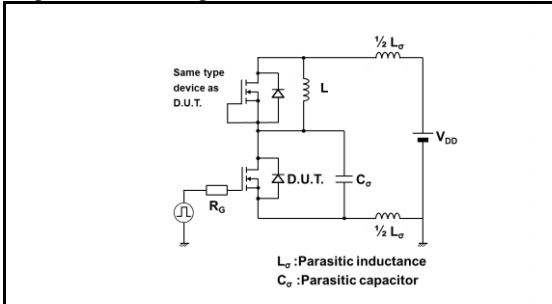 ½ Lσ
Same type
device as
D.U.T.
L
VDD
D.U.T.
Cσ
RG
½ Lσ
Lσ :Parasitic inductance
Cσ :Parasitic capacitor